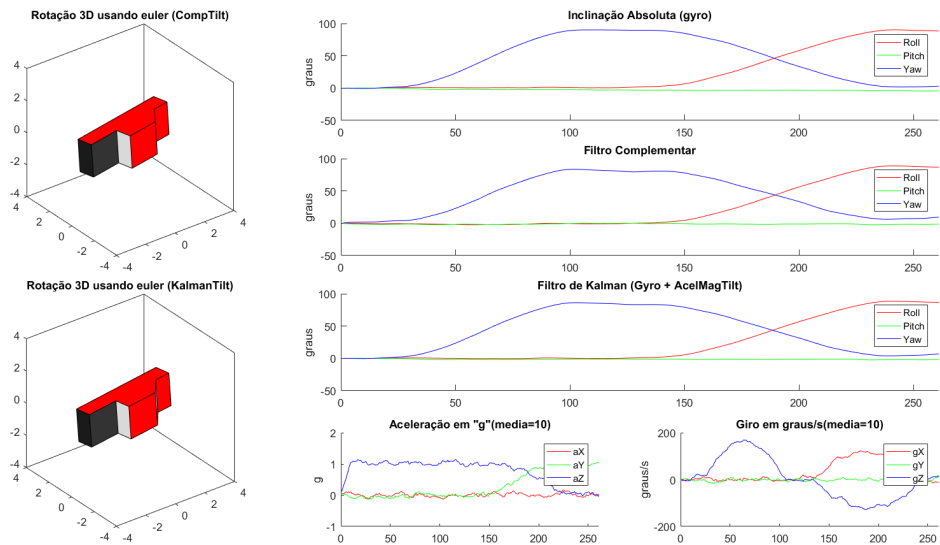 Rotação 3D usando euler (CompTilt)
4
2
0
-2
-4
4
2
0
-2
-4
-4
-2
0
2
4
Inclinação Absoluta (gyro)
graus
100
50
0
-50
0
50
100
150
200
250
Roll
Pitch
Yaw
Filtro Complementar
graus
100
50
0
-50
0
50
100
150
200
250
Roll
Pitch
Yaw
Rotação 3D usando euler (KalmanTilt)
4
2
0
-2
-4
4
2
0
-2
-4
-4
-2
0
2
4
Filtro de Kalman (Gyro + AcelMagTilt)
graus
100
50
0
-50
0
50
100
150
200
250
Roll
Pitch
Yaw
Aceleração em "g"(media=10)
g
2
1
0
-1
0
50
100
150
200
250
aX
aY
aZ
Giro em graus/s(media=10)
graus/s
200
0
-200
0
50
100
150
200
250
gX
gY
gZ